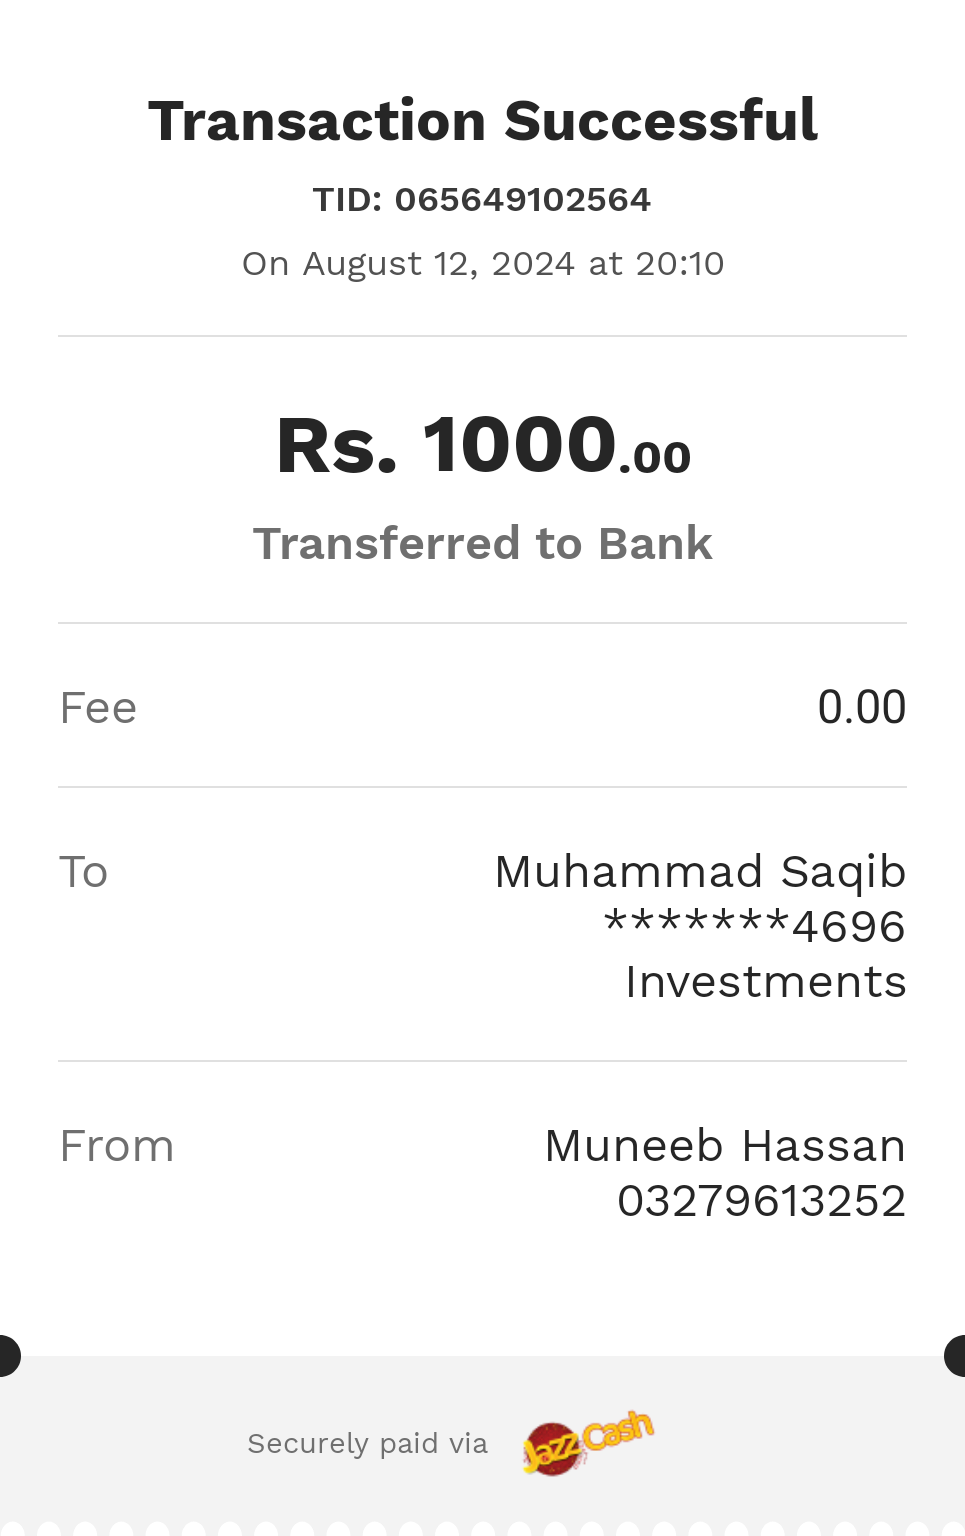 Transaction Successful
TID: 065649102564
On August 12, 2024 at 20:10
Rs. 1000.00
Transferred to Bank
Fee 0.00
To Muhammad Saqib
*******4696
Investments
From Muneeb Hassan
03279613252
Securely paid via JazzCash